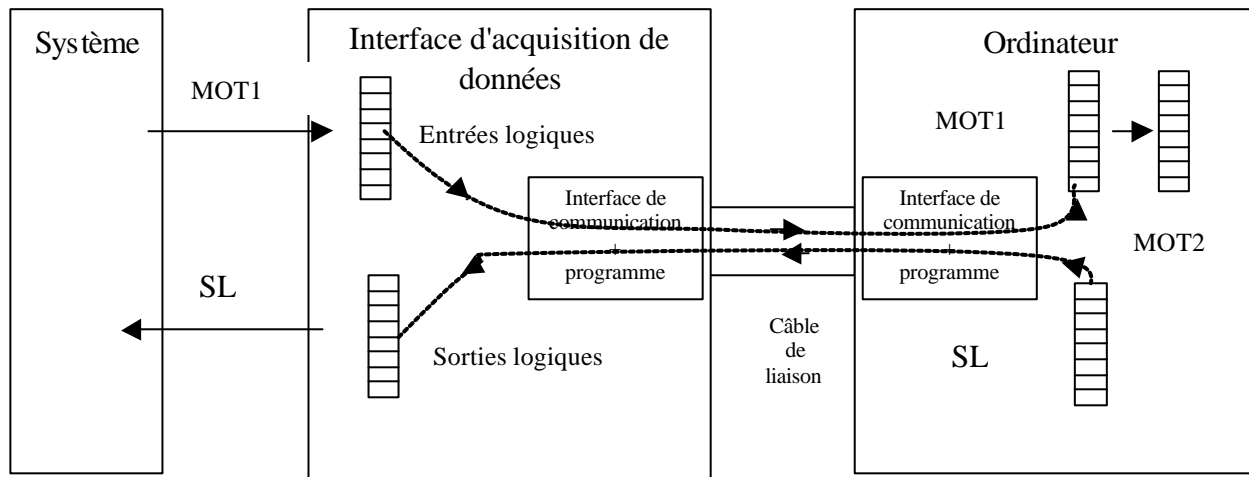 Système
MOT1
SL
Interface d'acquisition de
données
Entrées logiques
Interface de
communication
+
programme
Sorties logiques
Câble
de
liaison
Ordinateur
MOT1
Interface de
communication
+
programme
MOT2
SL